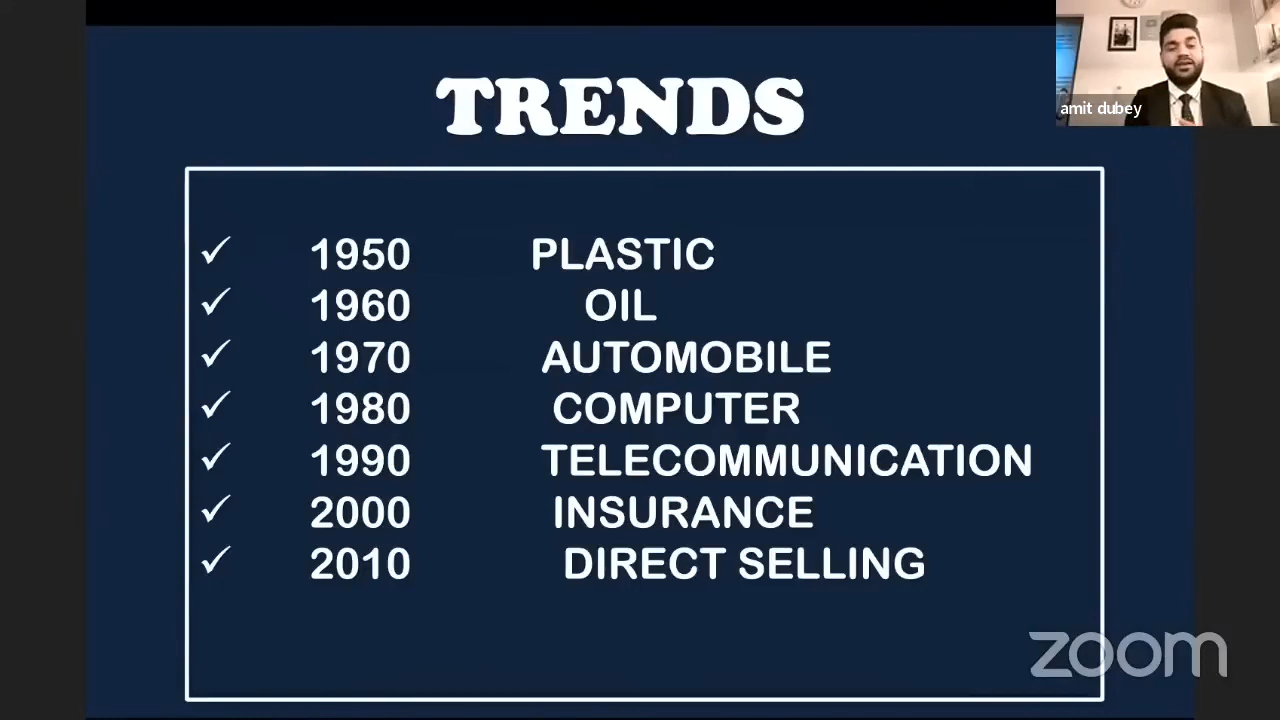 TRENDS
amit dubey
✓ 1950 PLASTIC
✓ 1960 OIL
✓ 1970 AUTOMOBILE
✓ 1980 COMPUTER
✓ 1990 TELECOMMUNICATION
✓ 2000 INSURANCE
✓ 2010 DIRECT SELLING
zoom